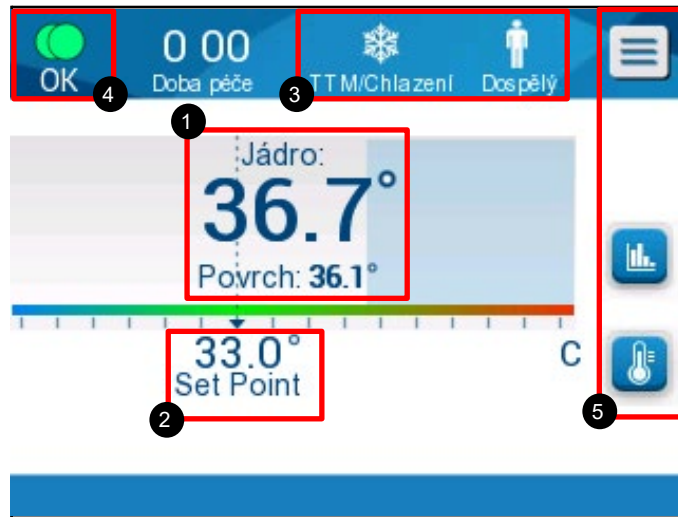 OK
4
0 00
Doba péče
TTM/Chlazení
Dospělý
3
1
Jádro:
36.7°
Povrch: 36.1°
33.0°
Set Point
C
2
5